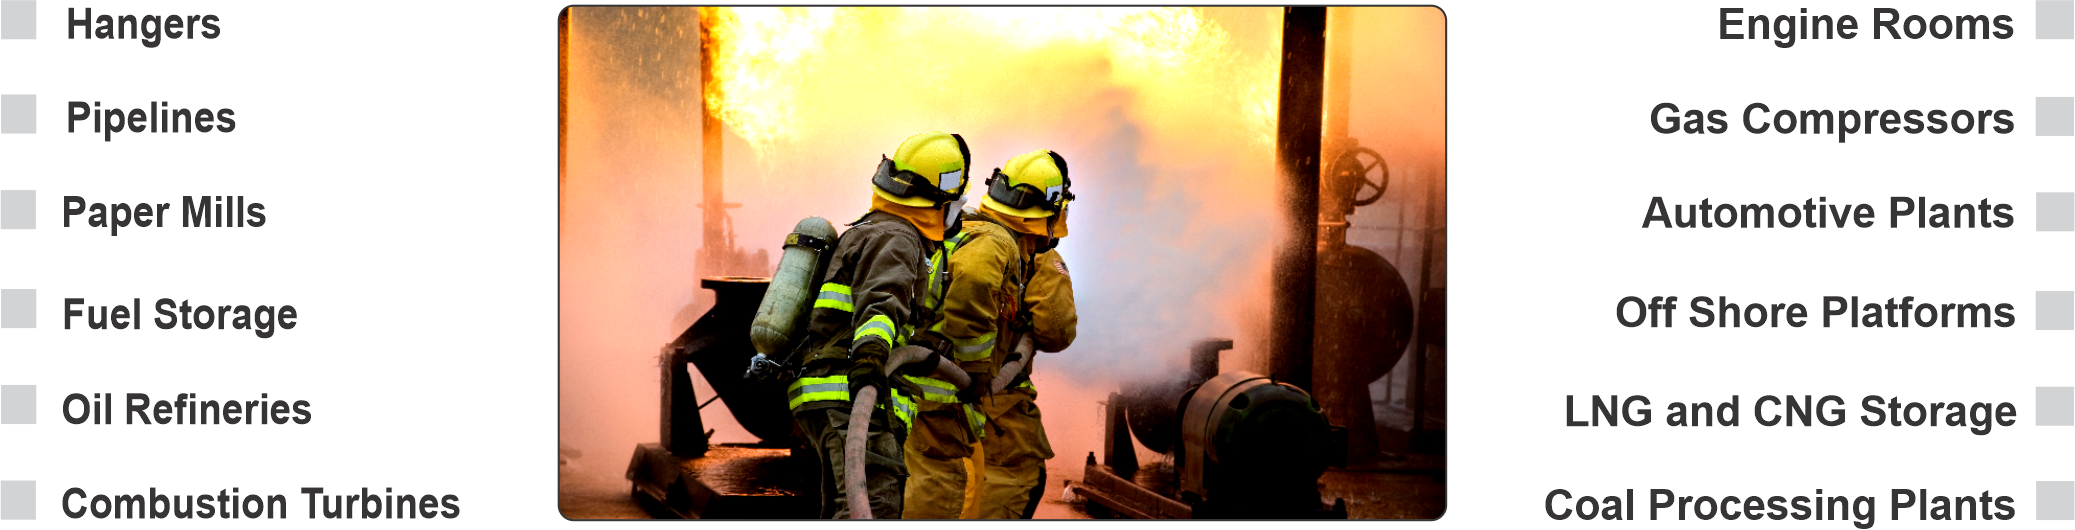 Hangers
Pipelines
Paper Mills
Fuel Storage
Oil Refineries
Combustion Turbines
Engine Rooms
Gas Compressors
Automotive Plants
Off Shore Platforms
LNG and CNG Storage
Coal Processing Plants